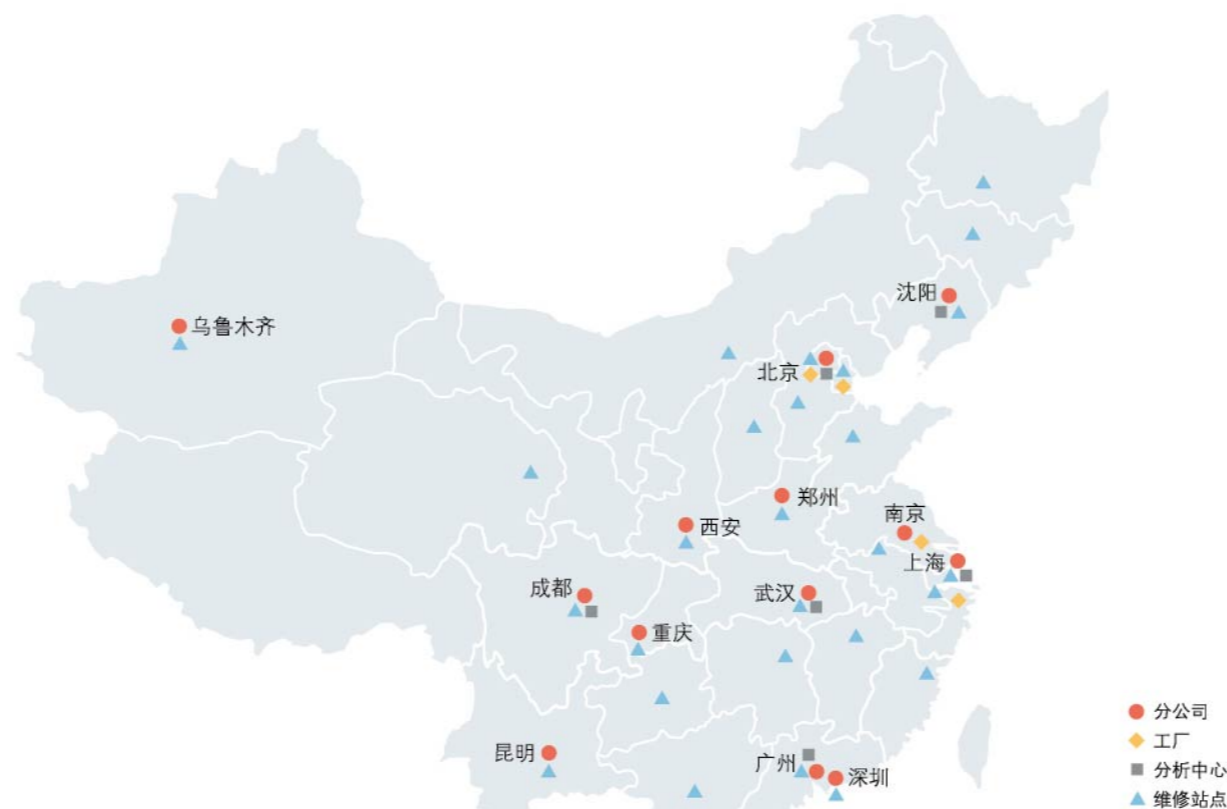 沈阳
乌鲁木齐
北京
郑州
南京
西安
上海
成都
武汉
重庆
昆明
广州
深圳
分公司
工厂
分析中心
维修站点